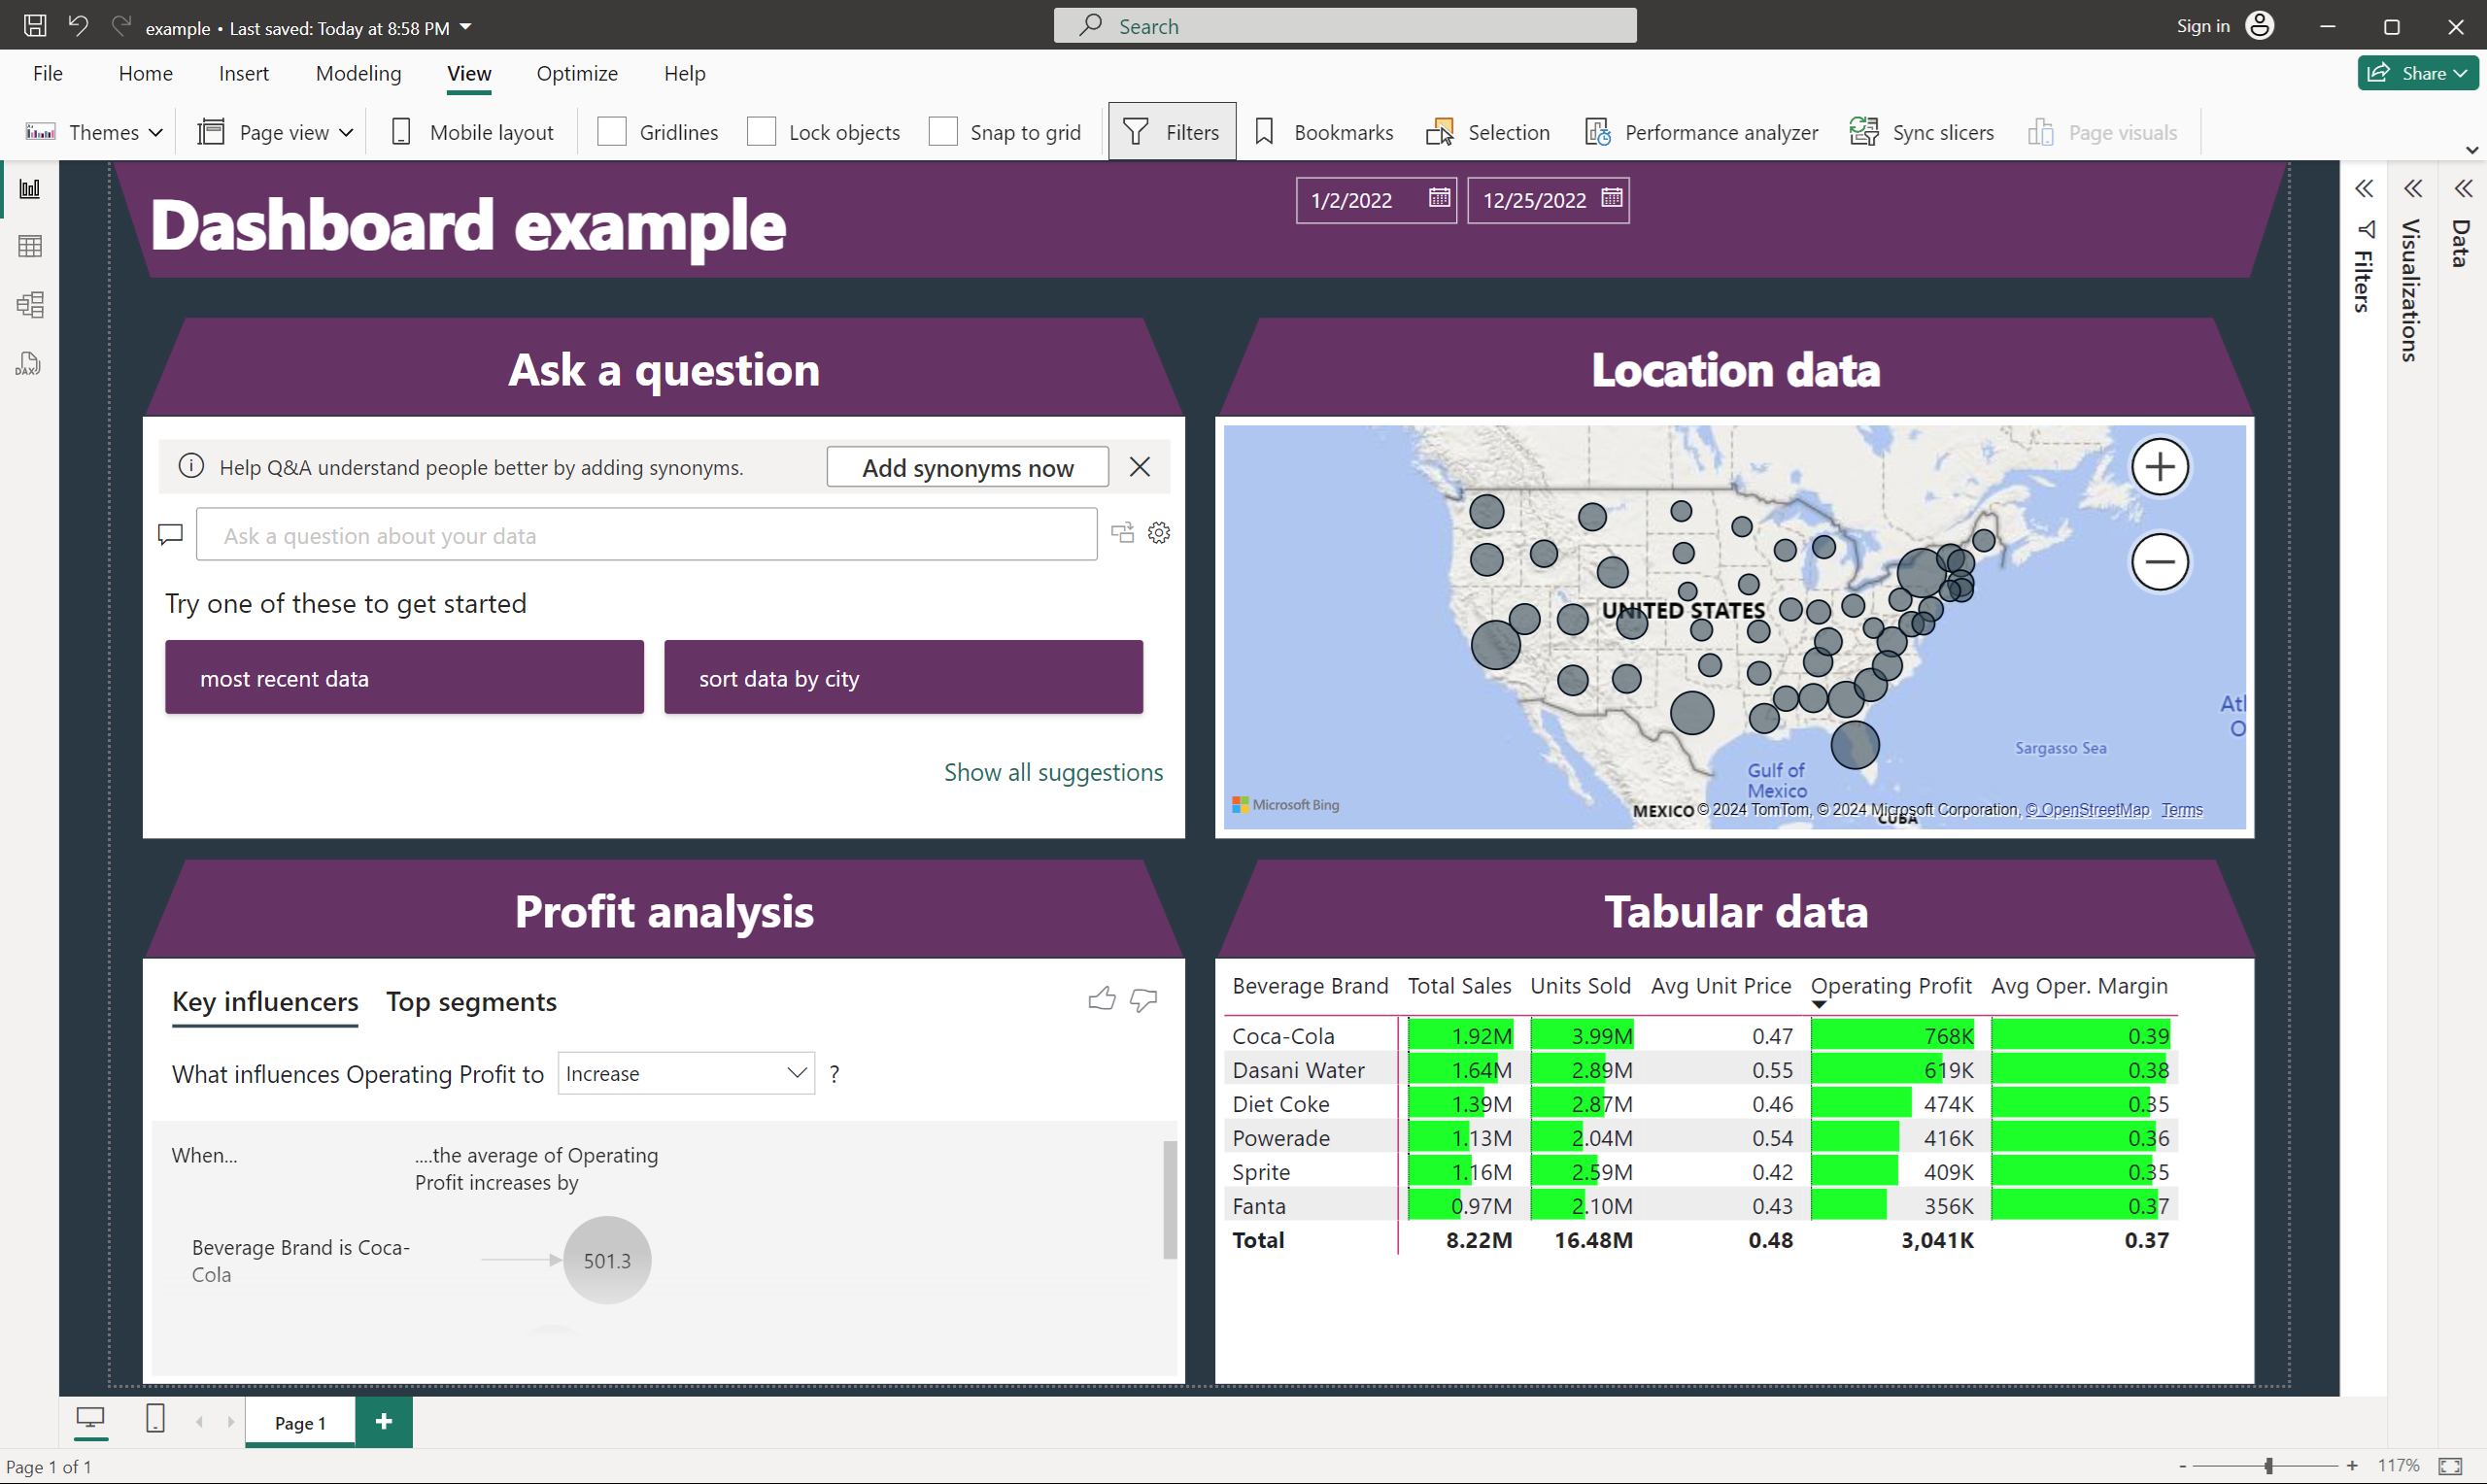 example • Last saved: Today at 8:58 PM
Search
Sign in
File Home Insert Modeling View Optimize Help
Share
Themes Page view Mobile layout Gridlines Lock objects Snap to grid Filters Bookmarks Selection Performance analyzer Sync slicers Page visuals
DAX
Dashboard example
1/2/2022 12/25/2022
Filters
Visualizations
Data
Ask a question
Help Q&A understand people better by adding synonyms. Add synonyms now
Ask a question about your data
Try one of these to get started
most recent data sort data by city
Show all suggestions
Location data
UNITED STATES
Sargasso Sea
Gulf of
Mexico
Microsoft Bing
MEXICO © 2024 TomTom, © 2024 Microsoft Corporation, © OpenStreetMap Terms
CUBA
Profit analysis
Key influencers Top segments
What influences Operating Profit to Increase ?
When... ....the average of Operating
Profit increases by
Beverage Brand is Coca-
Cola
501.3
Tabular data
Beverage Brand Total Sales Units Sold Avg Unit Price Operating Profit Avg Oper. Margin
Coca-Cola 1.92M 3.99M 0.47 768K 0.39
Dasani Water 1.64M 2.89M 0.55 619K 0.38
Diet Coke 1.39M 2.87M 0.46 474K 0.35
Powerade 1.13M 2.04M 0.54 416K 0.36
Sprite 1.16M 2.59M 0.42 409K 0.35
Fanta 0.97M 2.10M 0.43 356K 0.37
Total 8.22M 16.48M 0.48 3,041K 0.37
Page 1 +
Page 1 of 1
- + 117%